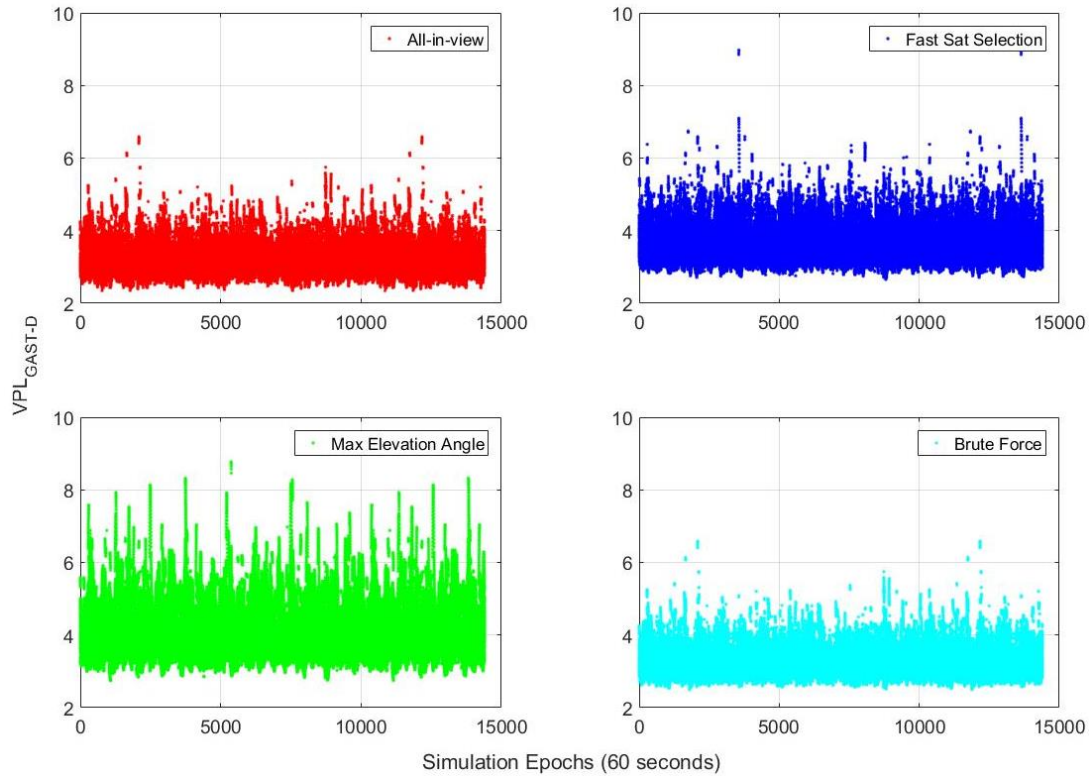 10
All-in-view
8
6
4
2
0 5000 10000 15000
10
Fast Sat Selection
8
6
4
2
0 5000 10000 15000
VPL_GAST-D
10
Max Elevation Angle
8
6
4
2
0 5000 10000 15000
10
Brute Force
8
6
4
2
0 5000 10000 15000
Simulation Epochs (60 seconds)